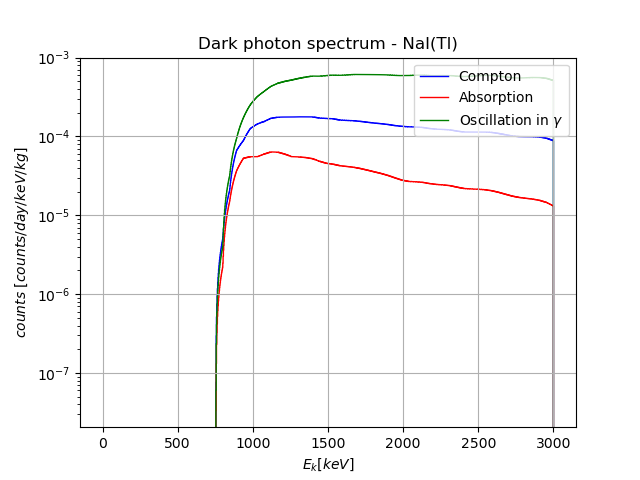 Dark photon spectrum - NaI(Tl)
10⁻³
10⁻⁴
10⁻⁵
10⁻⁶
10⁻⁷
counts [counts/day/keV/kg]
Compton
Absorption
Oscillation in γ
0 500 1000 1500 2000 2500 3000
Eₖ[keV]